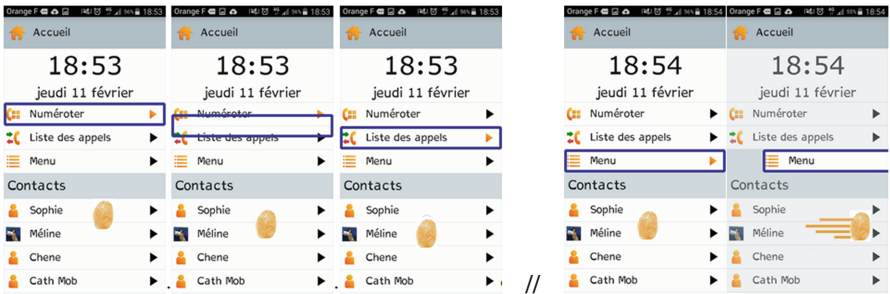 Orange F 56% 18:53
Accueil
18:53
jeudi 11 février
Numéroter
Liste des appels
Menu
Contacts
Sophie
Méline
Chene
Cath Mob
Orange F 18:53
Accueil
18:53
jeudi 11 février
Numéroter
Liste des appels
Menu
Contacts
Sophie
Méline
Chene
Cath Mob
Orange F 18:53
Accueil
18:53
jeudi 11 février
Numéroter
Liste des appels
Menu
Contacts
Sophie
Méline
Chene
Cath Mob
//
Orange F 18:54
Accueil
18:54
jeudi 11 février
Numéroter
Liste des appels
Menu
Contacts
Sophie
Méline
Chene
Cath Mob
Orange F 18:54
Accueil
18:54
jeudi 11 février
Numéroter
Liste des appels
Menu
Contacts
Sophie
Méline
Chene
Cath Mob